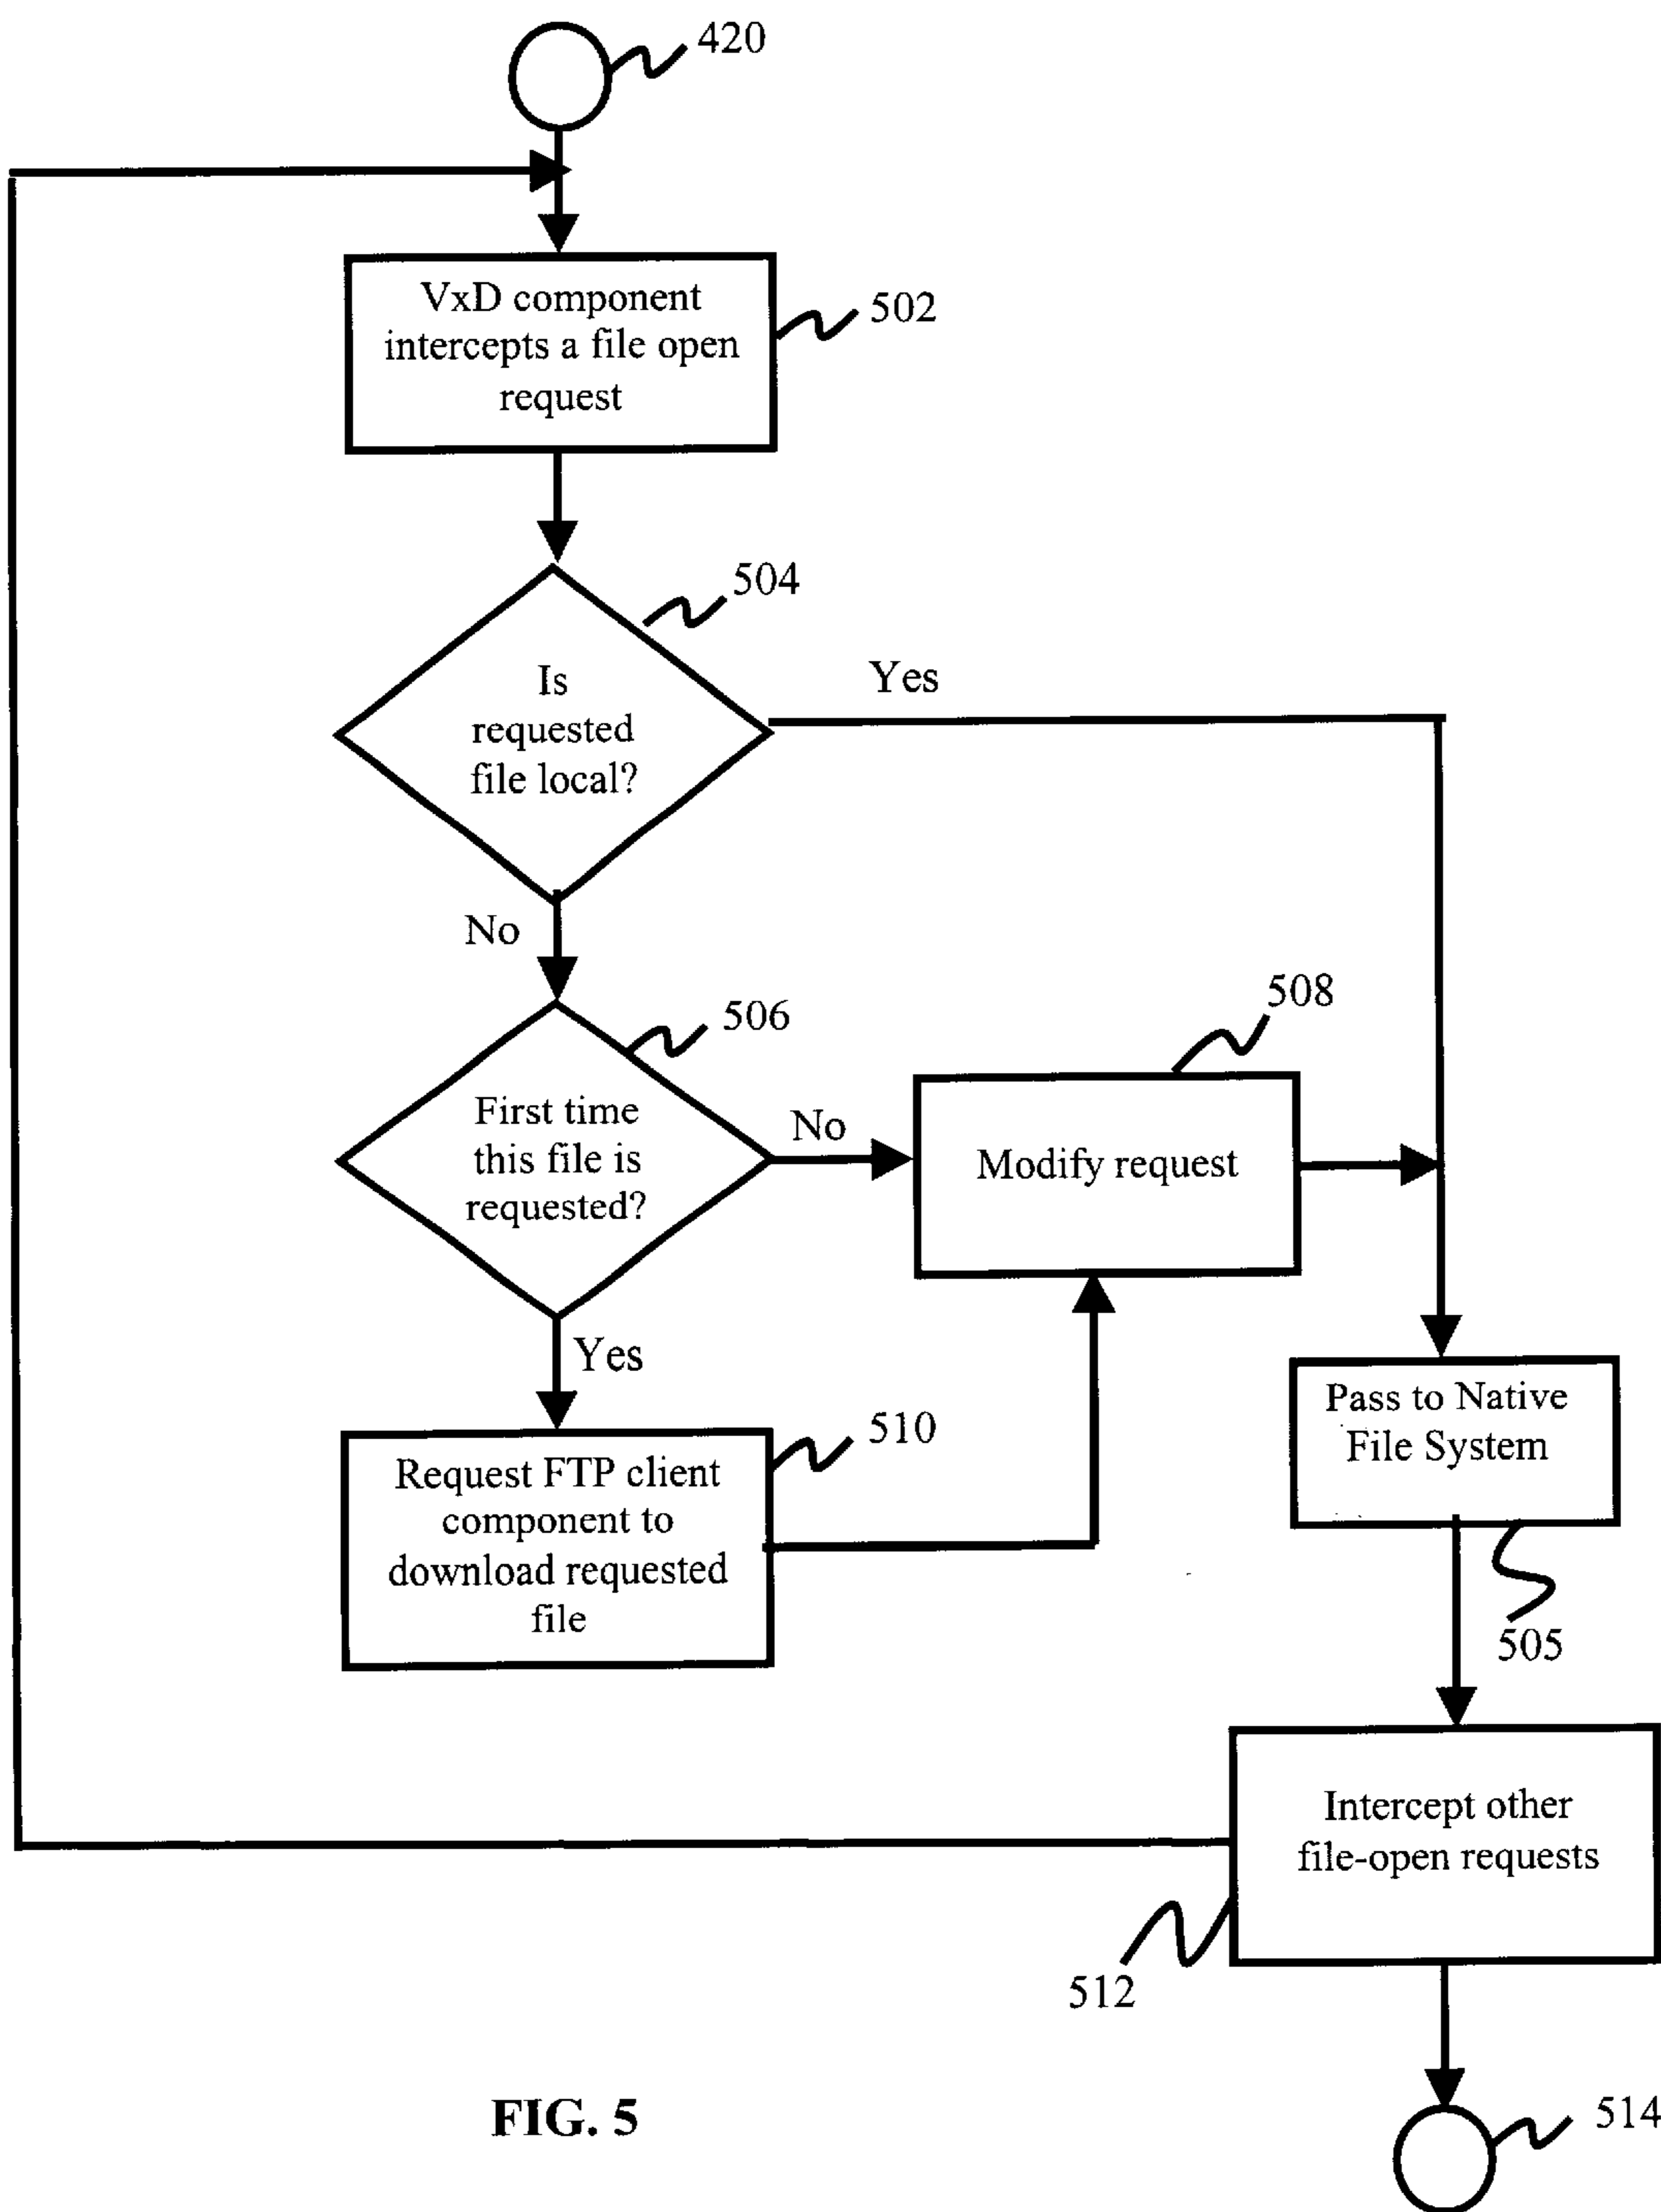 420
VxD component
intercepts a file open
request
502
504
Is
requested
file local?
Yes
No
506
508
First time
this file is
requested?
No
Modify request
Yes
510
Request FTP client
component to
download requested
file
Pass to Native
File System
505
Intercept other
file-open requests
512
FIG. 5
514